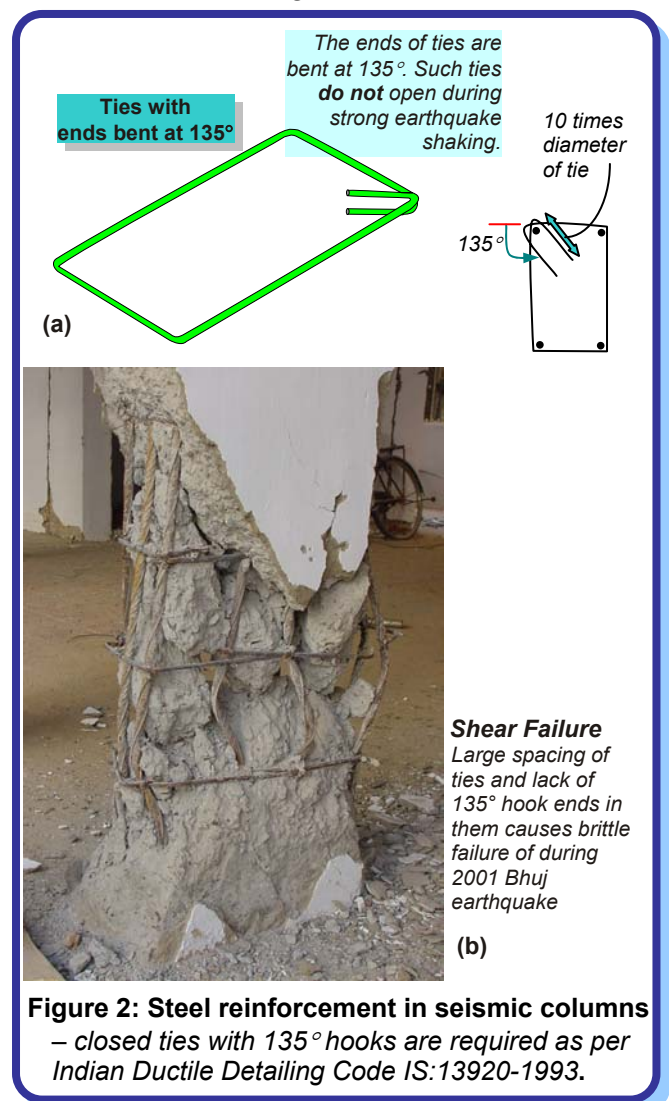 Ties with
ends bent at 135°
The ends of ties are
bent at 135°. Such ties
do not open during
strong earthquake
shaking.
10 times
diameter
of tie
135°
(a)
Shear Failure
Large spacing of
ties and lack of
135° hook ends in
them causes brittle
failure of during
2001 Bhuj
earthquake
(b)
Figure 2: Steel reinforcement in seismic columns
– closed ties with 135° hooks are required as per
Indian Ductile Detailing Code IS:13920-1993.